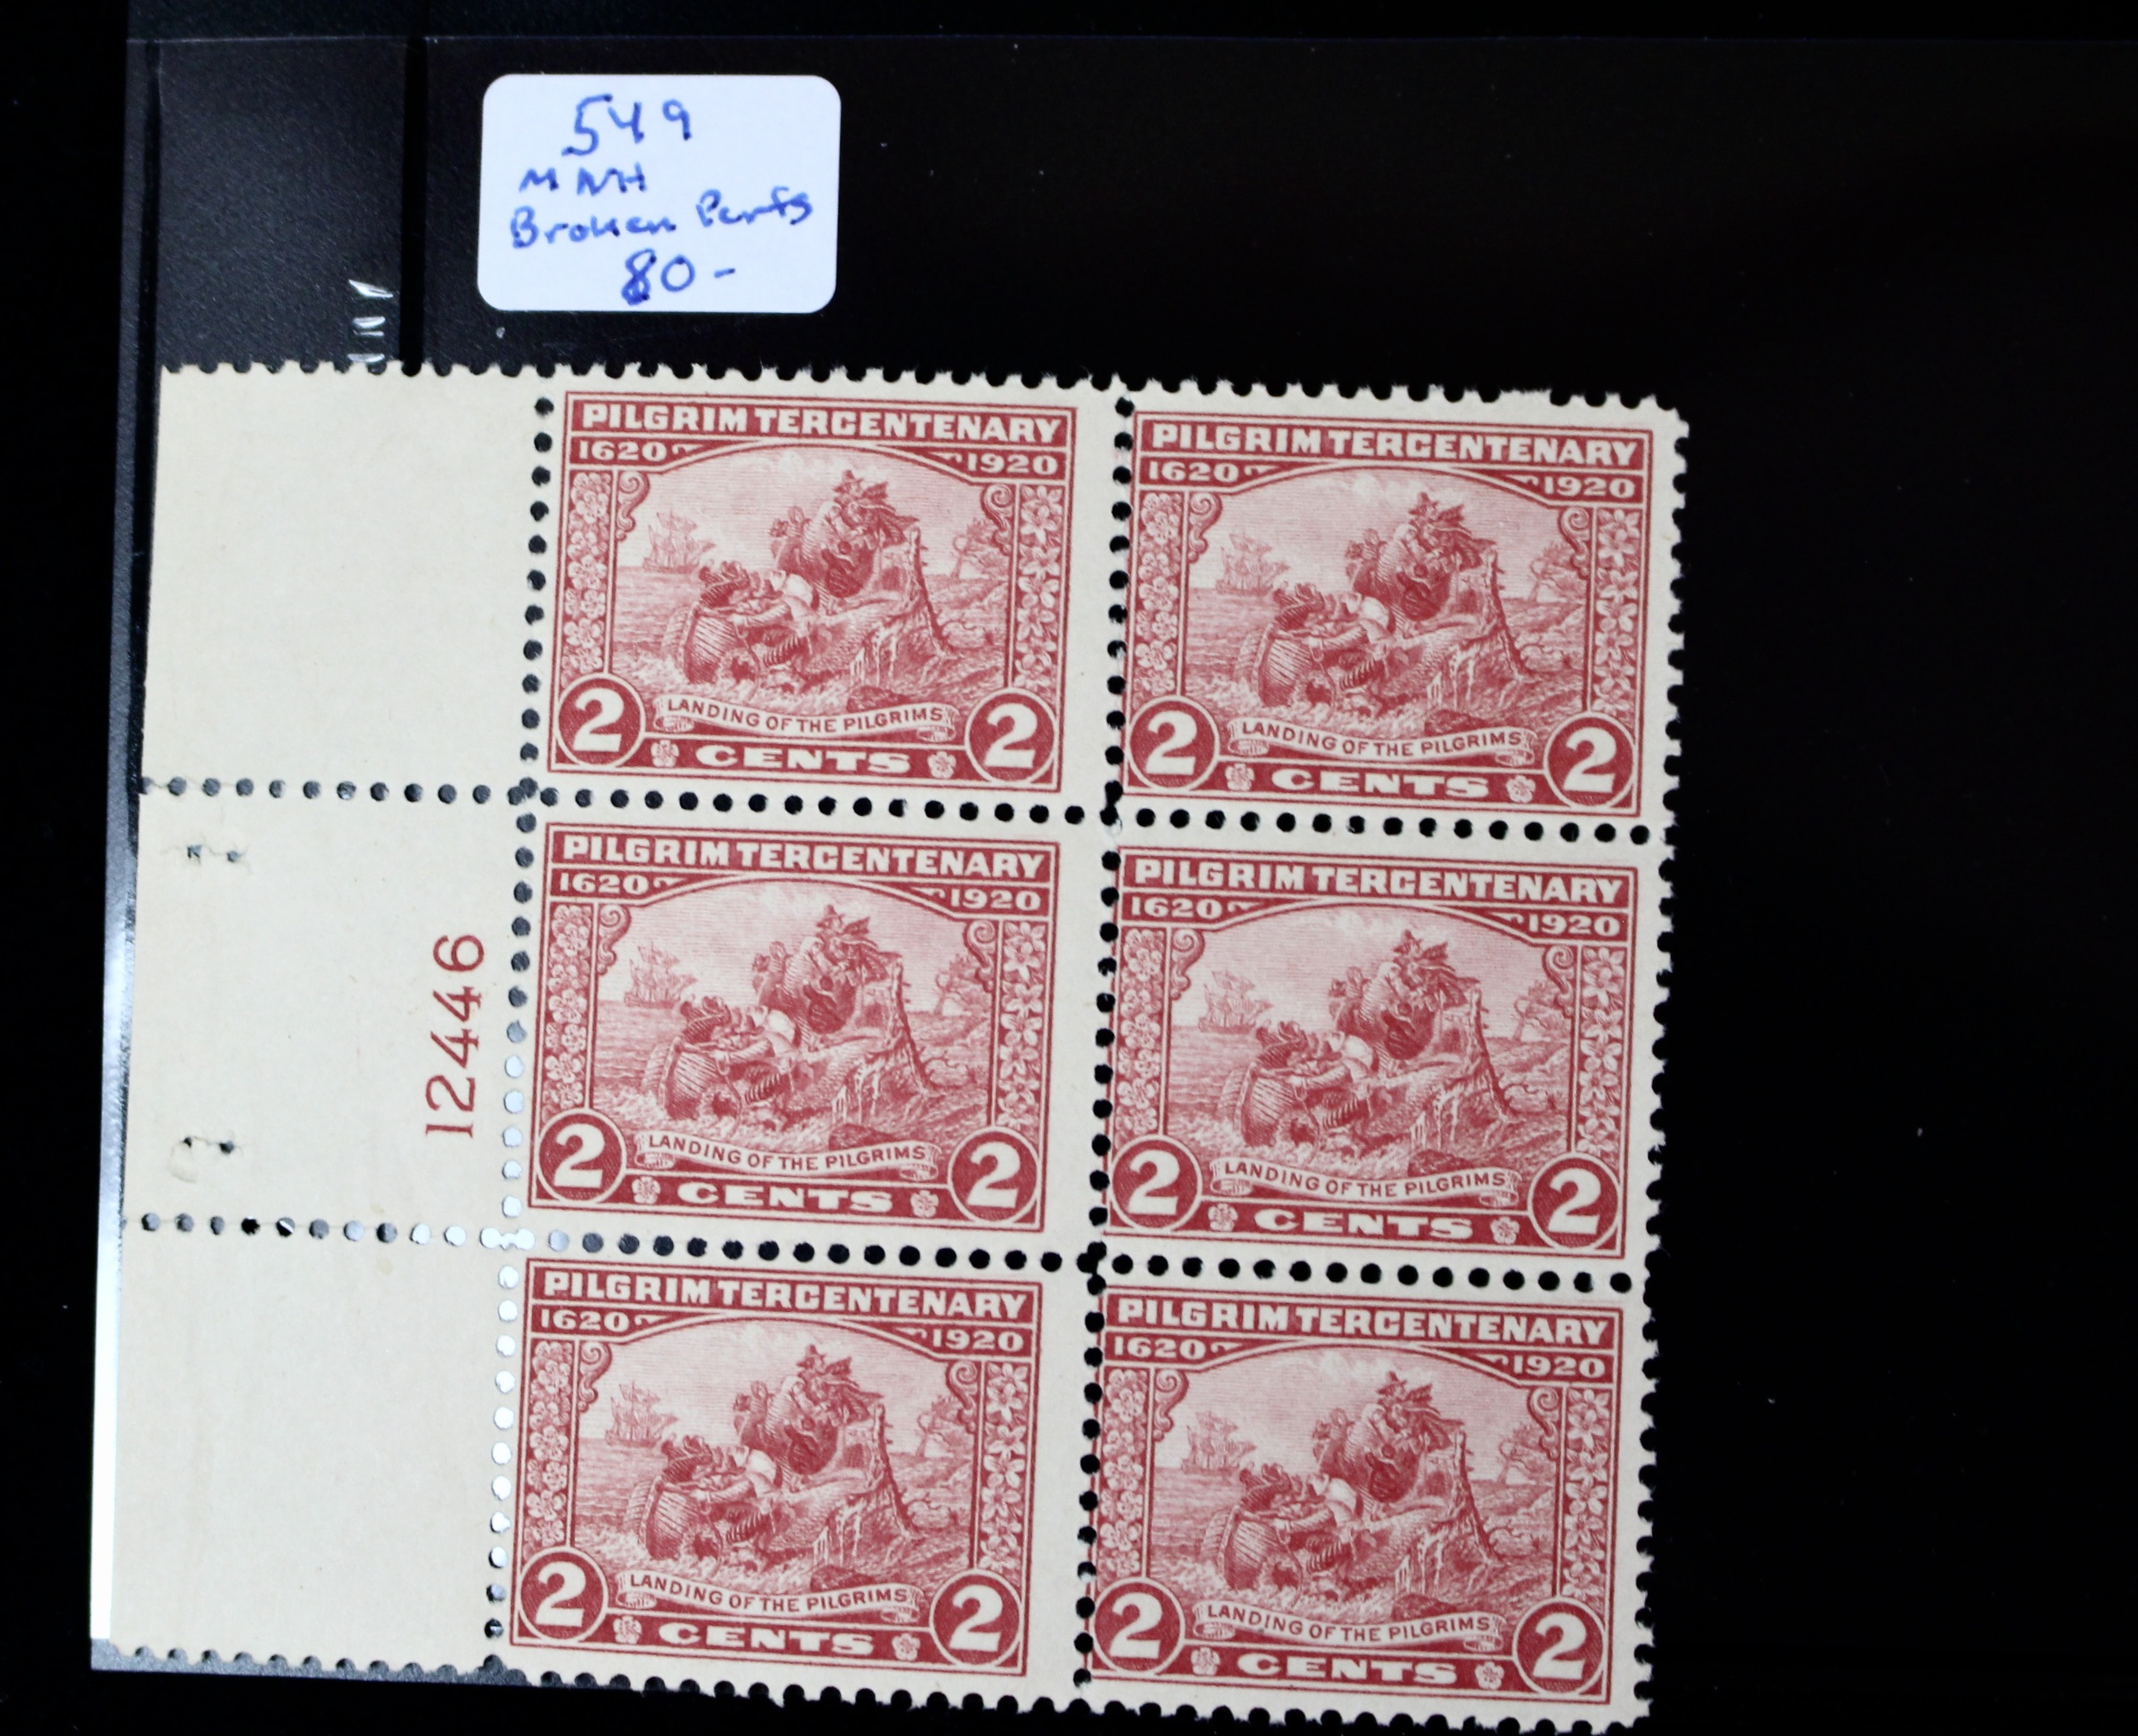 549
MNH
Broken Perfs
80-
PILGRIM TERCENTENARY
1620 1920
LANDING OF THE PILGRIMS
2 CENTS 2
PILGRIM TERCENTENARY
1620 1920
LANDING OF THE PILGRIMS
2 CENTS 2
12446
PILGRIM TERCENTENARY
1620 1920
LANDING OF THE PILGRIMS
2 CENTS 2
PILGRIM TERCENTENARY
1620 1920
LANDING OF THE PILGRIMS
2 CENTS 2
PILGRIM TERCENTENARY
1620 1920
LANDING OF THE PILGRIMS
2 CENTS 2
PILGRIM TERCENTENARY
1620 1920
LANDING OF THE PILGRIMS
2 CENTS 2